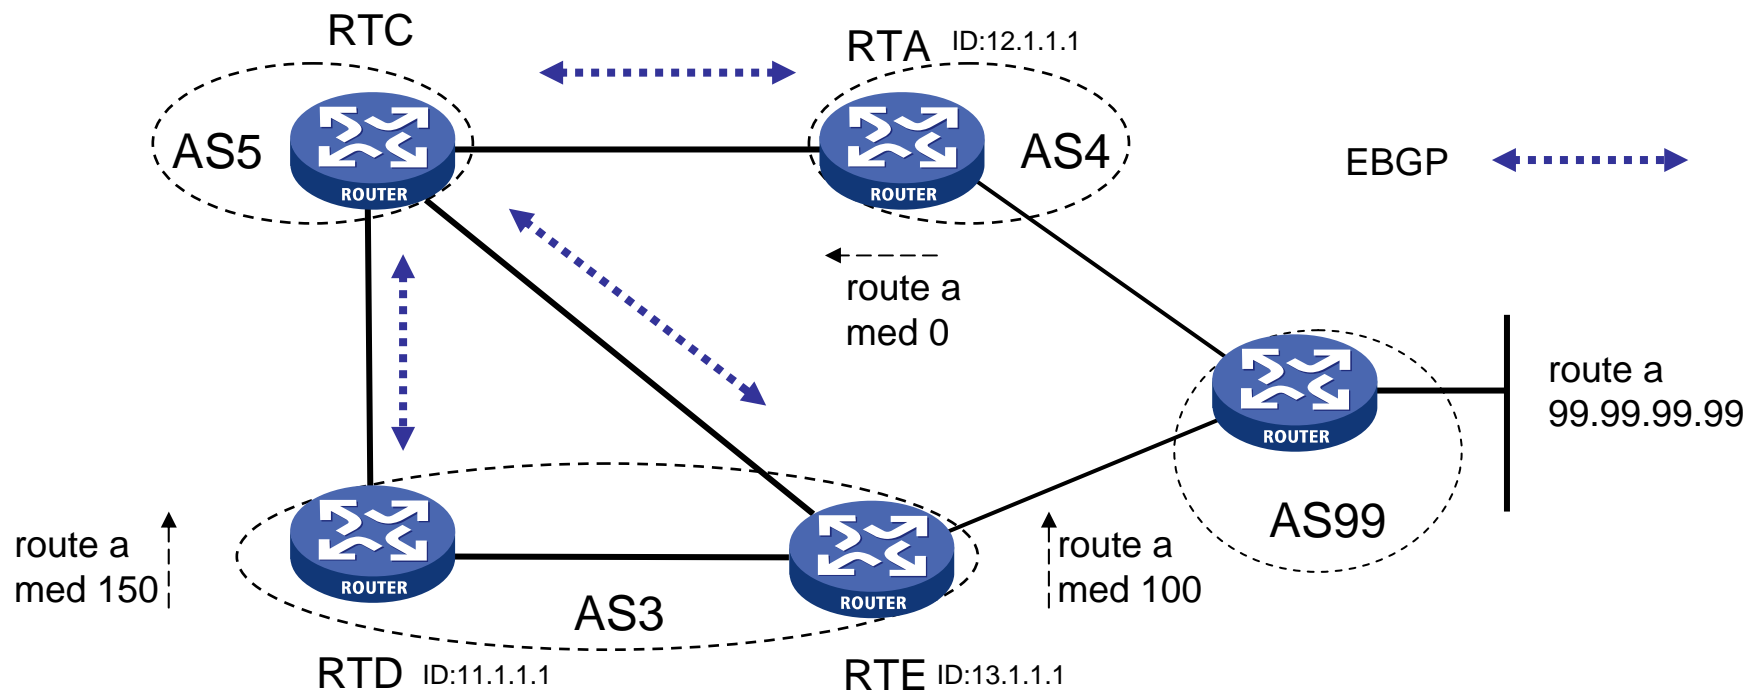 RTC
RTA ID:12.1.1.1
AS5
ROUTER
ROUTER
AS4
EBGP
route a
med 0
ROUTER
route a
99.99.99.99
AS99
route a
med 150
ROUTER
AS3
ROUTER
route a
med 100
RTD ID:11.1.1.1
RTE ID:13.1.1.1